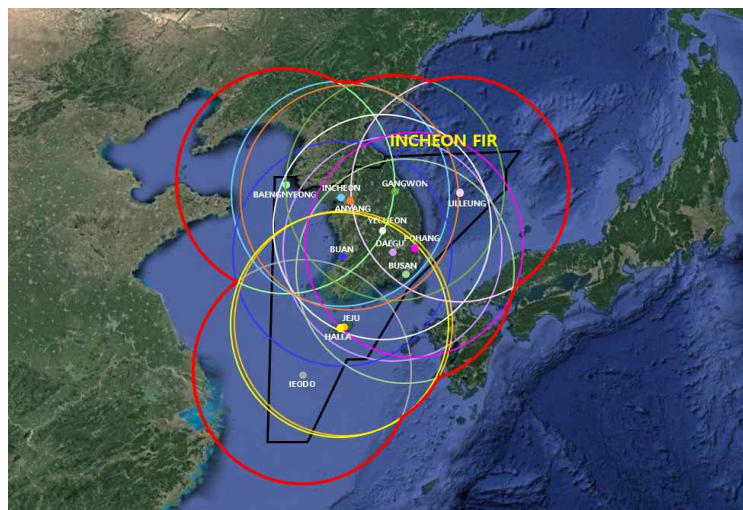 INCHEON FIR
BAENGNYEONG
INCHEON
GANGWON
ANYANG
ULLEUNG
YECHEON
DAEGU
POHANG
BUAN
BUSAN
JEJU
HALLA
IEODO